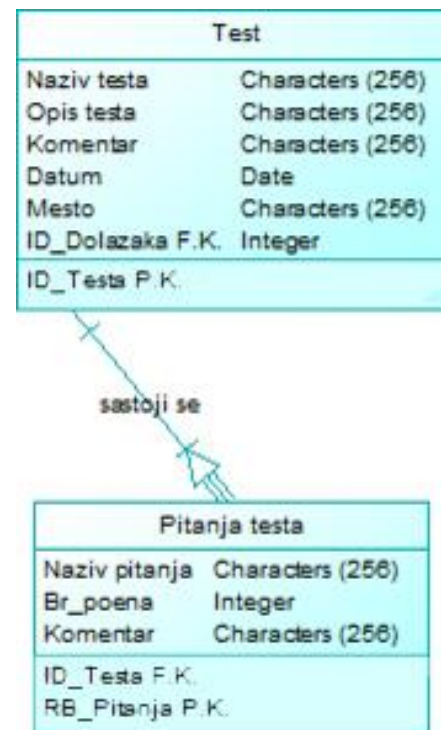 Test
Naziv testa Characters (256)
Opis testa Characters (256)
Komentar Characters (256)
Datum Date
Mesto Characters (256)
ID_Dolazaka F.K. Integer
ID_Testa P.K.
sastoji se
Pitanja testa
Naziv pitanja Characters (256)
Br_poena Integer
Komentar Characters (256)
ID_Testa F.K.
RB_Pitanja P.K.